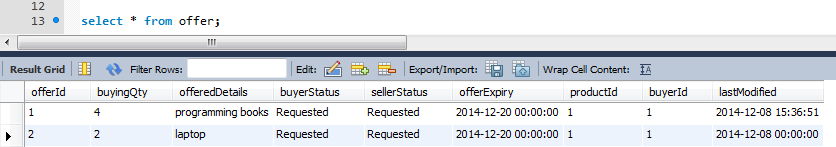 12
13 select * from offer;
Result Grid Filter Rows: Edit: Export/Import: Wrap Cell Content:
offerId buyingQty offeredDetails buyerStatus sellerStatus offerExpiry productId buyerId lastModified
1 4 programming books Requested Requested 2014-12-20 00:00:00 1 1 2014-12-08 15:36:51
2 2 laptop Requested Requested 2014-12-20 00:00:00 1 1 2014-12-08 00:00:00